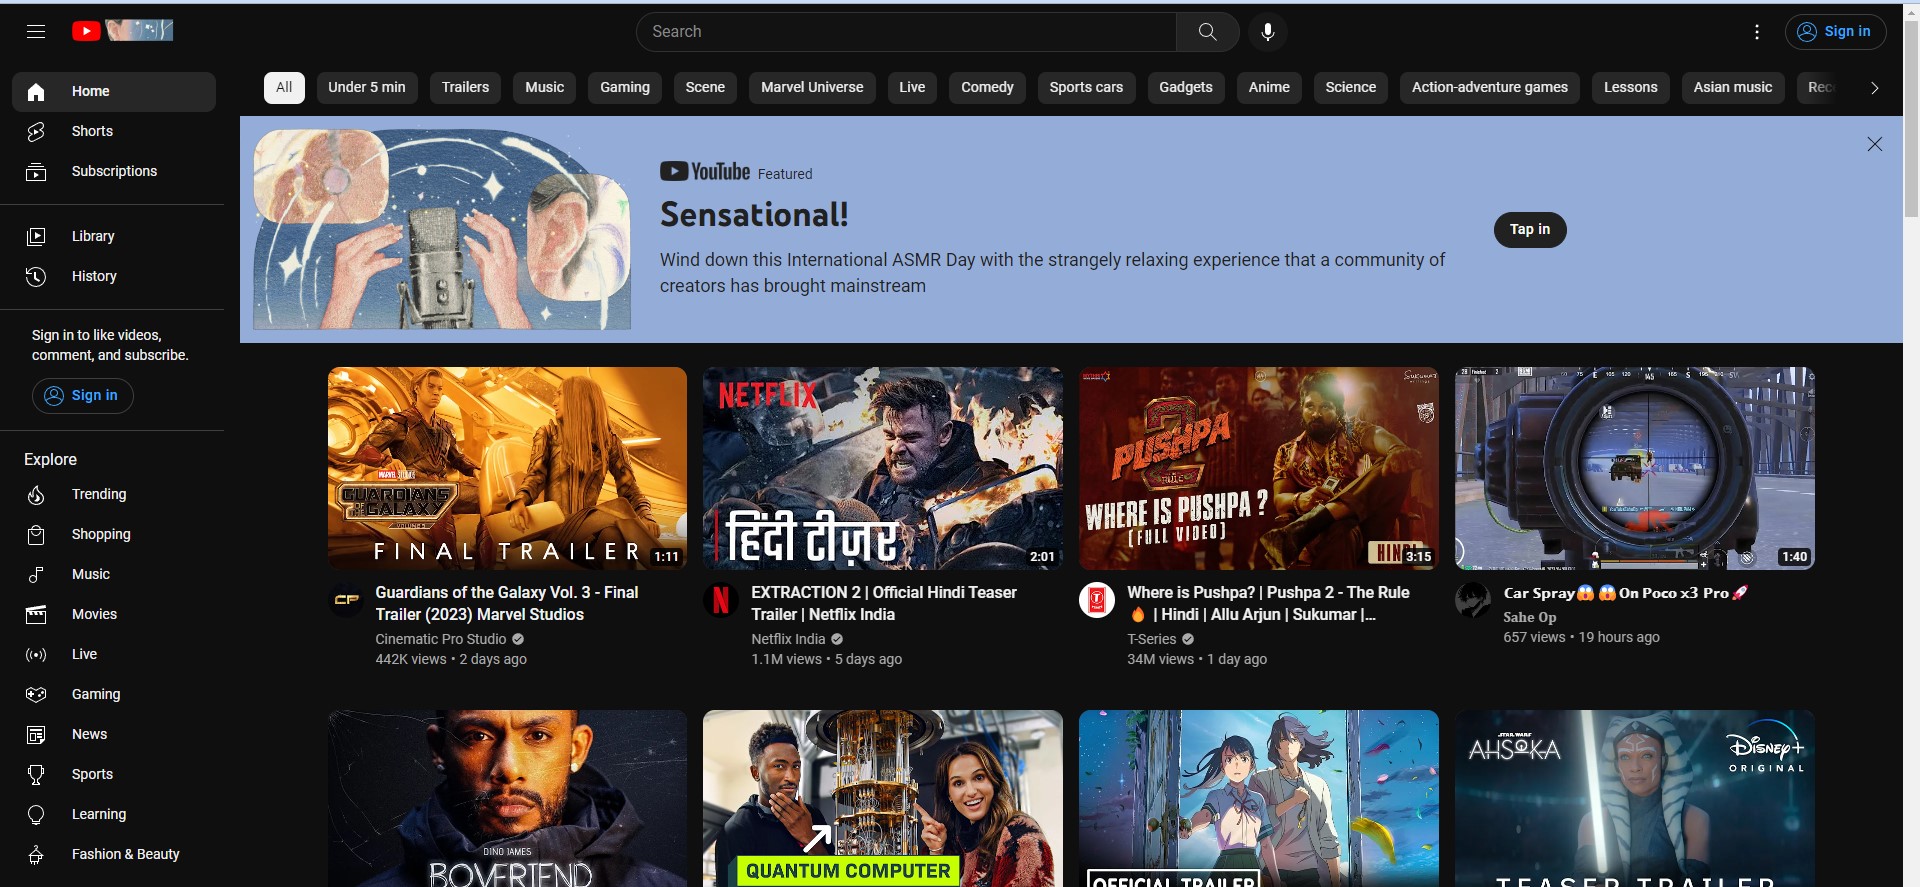 Search
Sign in
Home
Shorts
Subscriptions
Library
History
Sign in to like videos,
comment, and subscribe.
Sign in
Explore
Trending
Shopping
Music
Movies
Live
Gaming
News
Sports
Learning
Fashion & Beauty
All
Under 5 min
Trailers
Music
Gaming
Scene
Marvel Universe
Live
Comedy
Sports cars
Gadgets
Anime
Science
Action-adventure games
Lessons
Asian music
YouTube Featured
Sensational!
Wind down this International ASMR Day with the strangely relaxing experience that a community of
creators has brought mainstream
Tap in
MARVEL STUDIOS
GUARDIANS
OF THE GALAXY
VOLUME 3
FINAL TRAILER
1:11
Guardians of the Galaxy Vol. 3 - Final
Trailer (2023) Marvel Studios
Cinematic Pro Studio
442K views • 2 days ago
NETFLIX
हिंदी टीज़र
2:01
EXTRACTION 2 | Official Hindi Teaser
Trailer | Netflix India
Netflix India
1.1M views • 5 days ago
PUSHPA
2
RULE
WHERE IS PUSHPA ?
(FULL VIDEO)
3:15
Where is Pushpa? | Pushpa 2 - The Rule
🔥 | Hindi | Allu Arjun | Sukumar |...
T-Series
34M views • 1 day ago
1:40
Car Spray😱😱On Poco x3 Pro🚀
Sahe Op
657 views • 19 hours ago
DINO JAMES
BOYFRIEND
QUANTUM COMPUTER
OFFICIAL TRAILER
STAR WARS
AHSOKA
Disney+
ORIGINAL
TEASER TRAILER